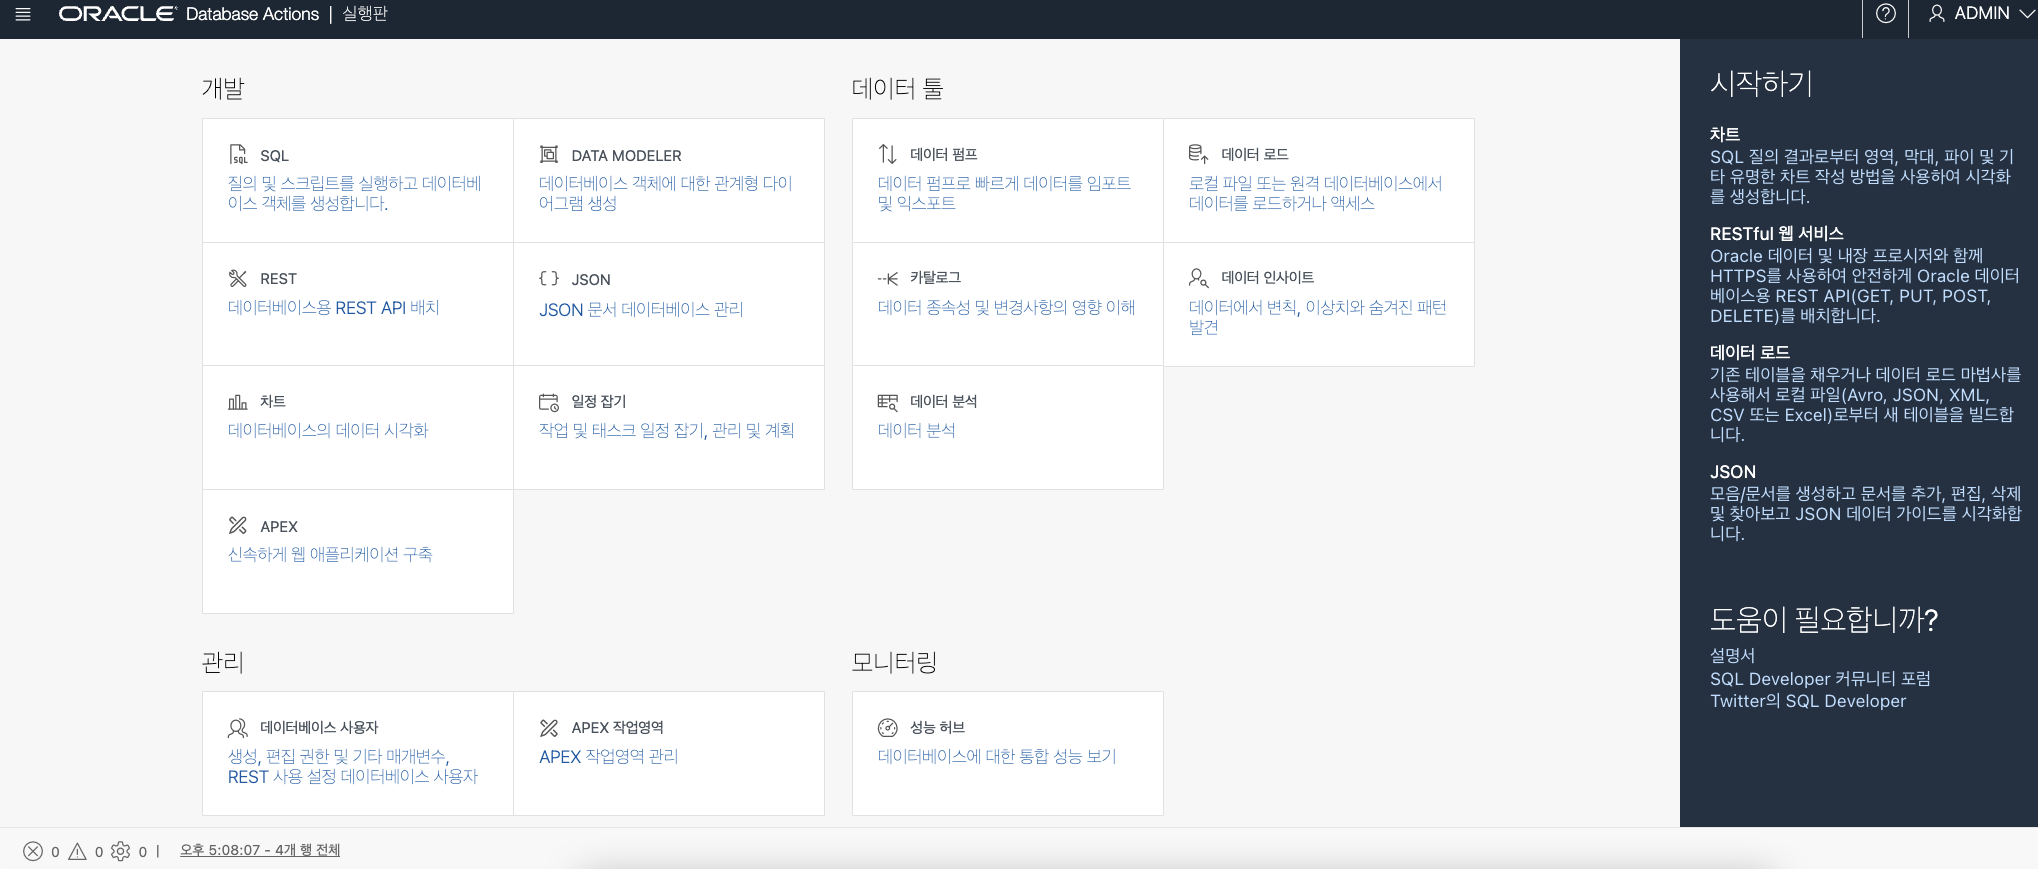 ORACLE Database Actions | 실행판
ADMIN
개발
SQL
질의 및 스크립트를 실행하고 데이터베
이스 객체를 생성합니다.
DATA MODELER
데이터베이스 객체에 대한 관계형 다이
어그램 생성
REST
데이터베이스용 REST API 배치
JSON
JSON 문서 데이터베이스 관리
차트
데이터베이스의 데이터 시각화
일정 잡기
작업 및 태스크 일정 잡기, 관리 및 계획
APEX
신속하게 웹 애플리케이션 구축
데이터 툴
데이터 펌프
데이터 펌프로 빠르게 데이터를 임포트
및 익스포트
데이터 로드
로컬 파일 또는 원격 데이터베이스에서
데이터를 로드하거나 액세스
카탈로그
데이터 종속성 및 변경사항의 영향 이해
데이터 인사이트
데이터에서 변칙, 이상치와 숨겨진 패턴
발견
데이터 분석
데이터 분석
관리
데이터베이스 사용자
생성, 편집 권한 및 기타 매개변수,
REST 사용 설정 데이터베이스 사용자
APEX 작업영역
APEX 작업영역 관리
모니터링
성능 허브
데이터베이스에 대한 통합 성능 보기
시작하기
차트
SQL 질의 결과로부터 영역, 막대, 파이 및 기
타 유명한 차트 작성 방법을 사용하여 시각화
를 생성합니다.
RESTful 웹 서비스
Oracle 데이터 및 내장 프로시저와 함께
HTTPS를 사용하여 안전하게 Oracle 데이터
베이스용 REST API(GET, PUT, POST,
DELETE)를 배치합니다.
데이터 로드
기존 테이블을 채우거나 데이터 로드 마법사를
사용해서 로컬 파일(Avro, JSON, XML,
CSV 또는 Excel)로부터 새 테이블을 빌드합
니다.
JSON
모음/문서를 생성하고 문서를 추가, 편집, 삭제
및 찾아보고 JSON 데이터 가이드를 시각화합
니다.
도움이 필요합니까?
설명서
SQL Developer 커뮤니티 포럼
Twitter의 SQL Developer
0 0 0 | 오후 5:08:07 - 4개 행 전체